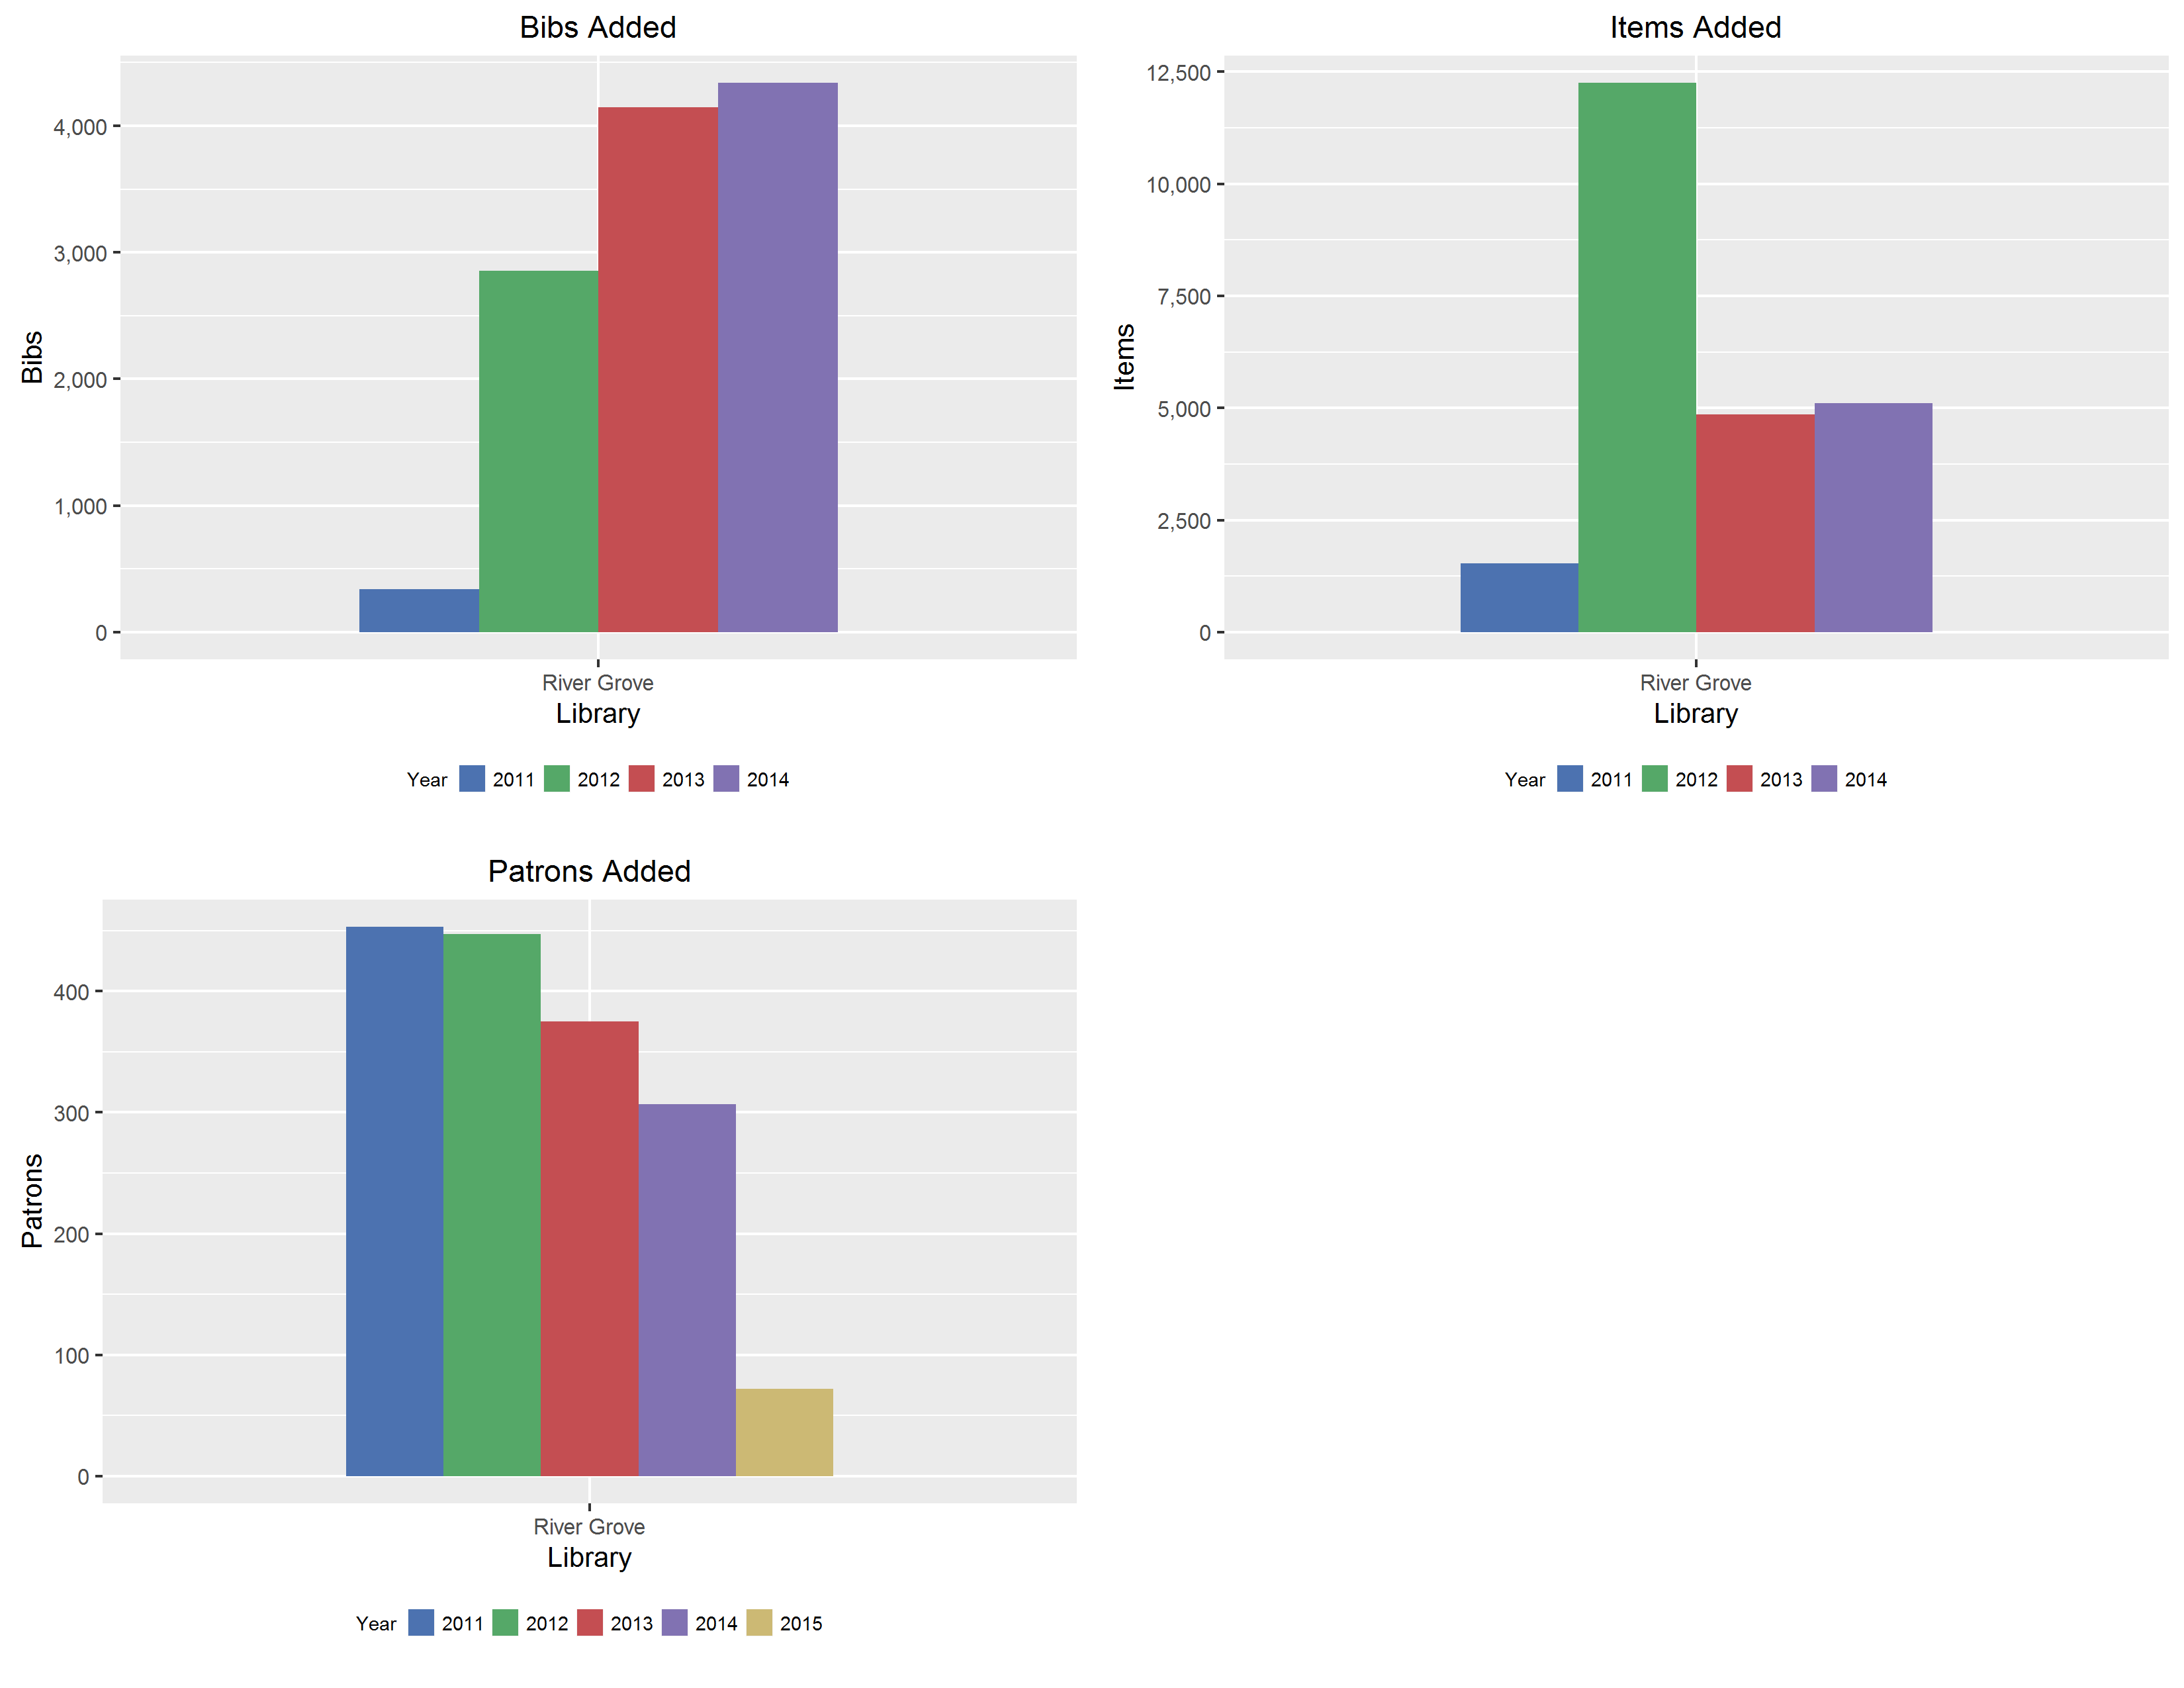 Bibs Added
Bibs
4,000
3,000
2,000
1,000
0
River Grove
Library
Year 2011 2012 2013 2014
Items Added
Items
12,500
10,000
7,500
5,000
2,500
0
River Grove
Library
Year 2011 2012 2013 2014
Patrons Added
Patrons
400
300
200
100
0
River Grove
Library
Year 2011 2012 2013 2014 2015